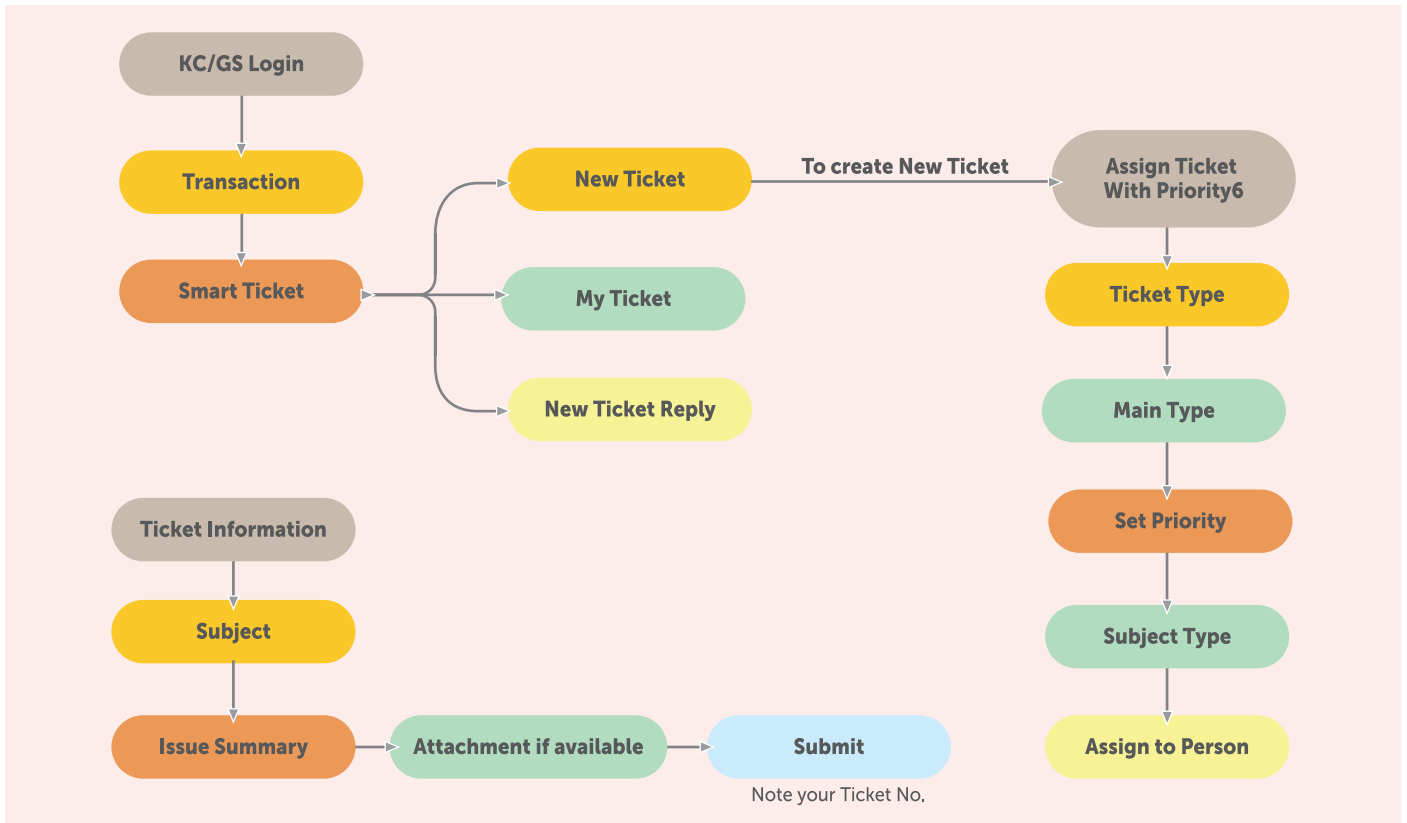 KC/GS Login
Transaction
Smart Ticket
New Ticket
My Ticket
New Ticket Reply
To create New Ticket
Assign Ticket
With Priority6
Ticket Type
Main Type
Set Priority
Subject Type
Assign to Person
Ticket Information
Subject
Issue Summary
Attachment if available
Submit
Note your Ticket No.